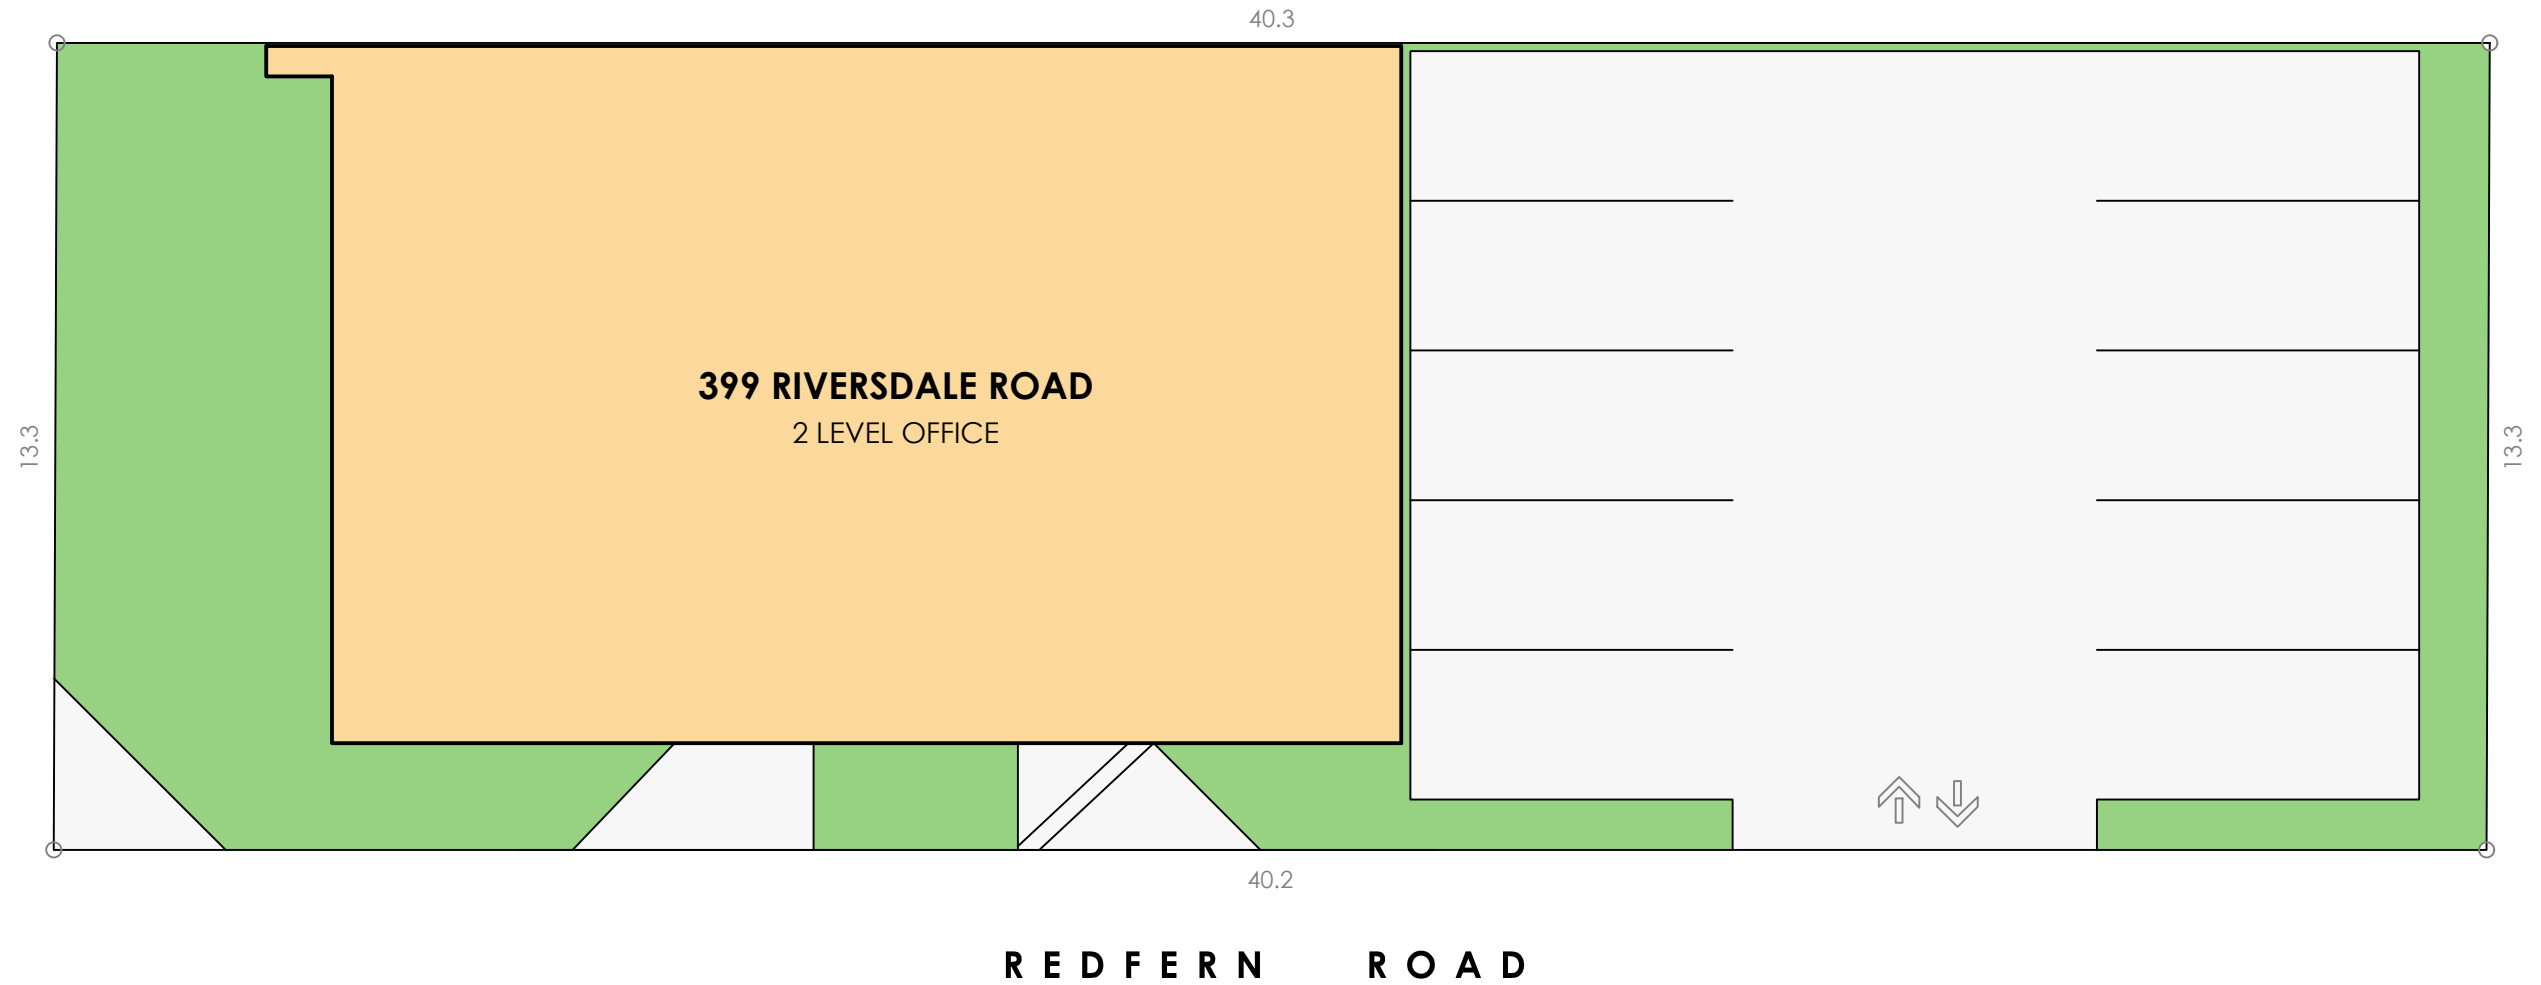 40.3
399 RIVERSDALE ROAD
2 LEVEL OFFICE
13.3
13.3
40.2
REDFERN ROAD